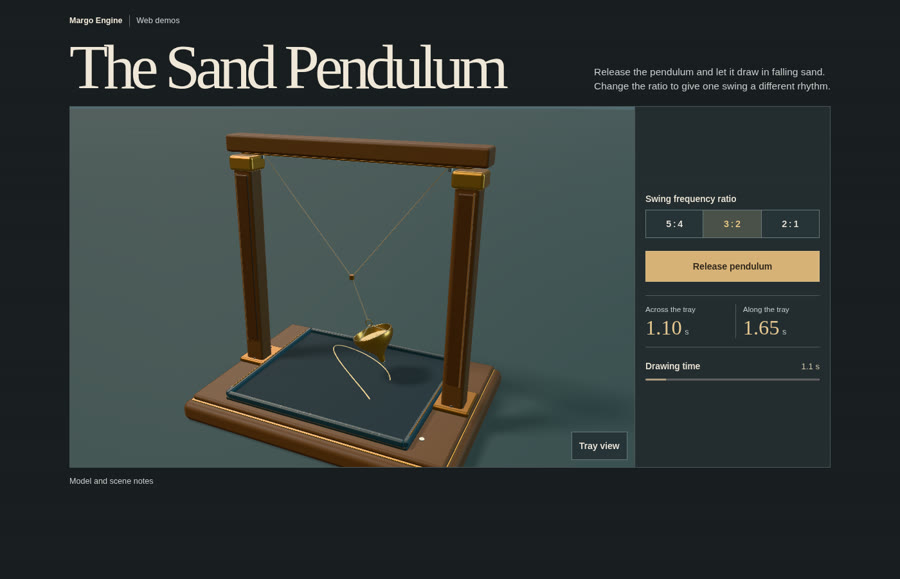 Margo Engine
Web demos
The Sand Pendulum
Release the pendulum and let it draw in falling sand.
Change the ratio to give one swing a different rhythm.
Swing frequency ratio
5 : 4
3 : 2
2 : 1
Release pendulum
Across the tray
1.10 s
Along the tray
1.65 s
Drawing time
1.1 s
Tray view
Model and scene notes